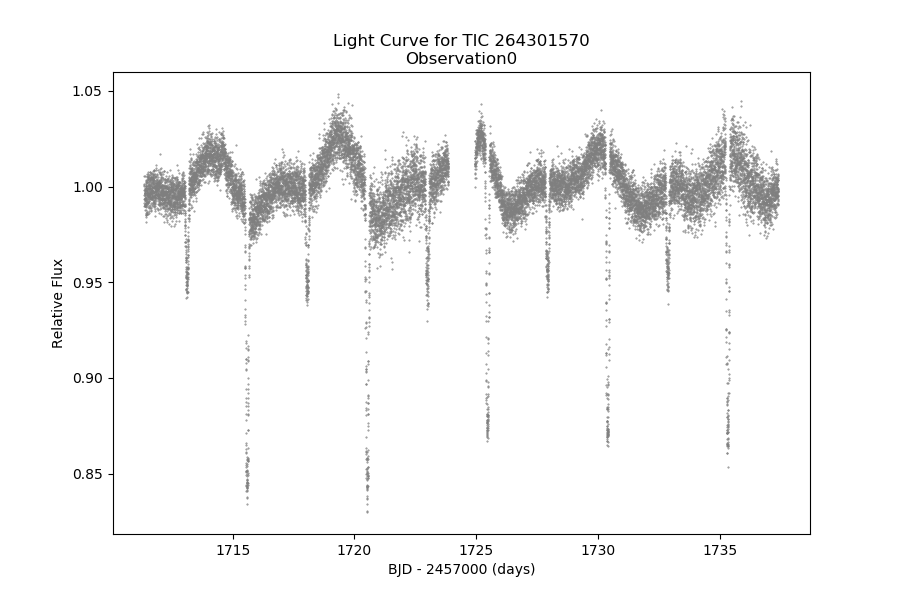 Light Curve for TIC 264301570
Observation0
1.05
1.00
0.95
0.90
0.85
Relative Flux
1715
1720
1725
1730
1735
BJD - 2457000 (days)